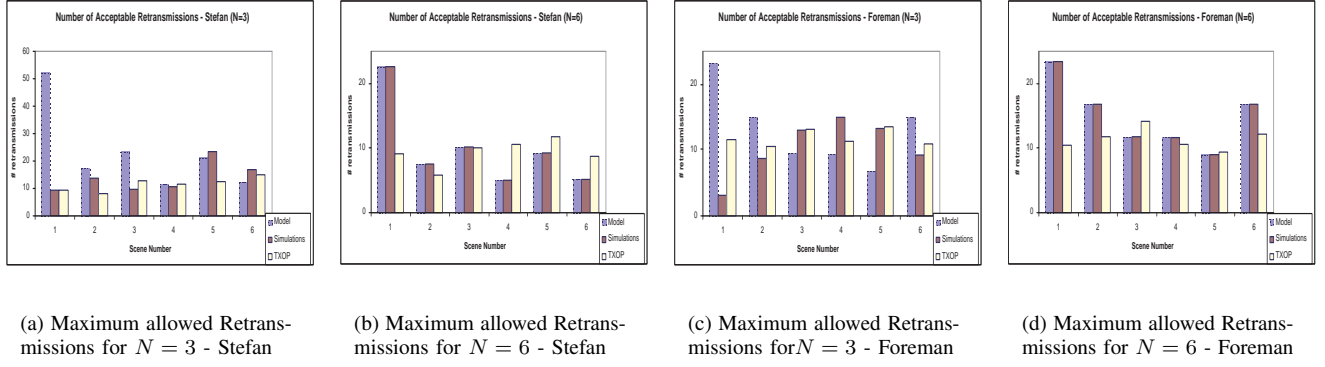 Number of Acceptable Retransmissions - Stefan (N=3)
# retransmissions
60
50
40
30
20
10
0
1 2 3 4 5 6
Scene Number
Model
Simulations
TXOP
(a) Maximum allowed Retrans-
missions for N = 3 - Stefan
Number of Acceptable Retransmissions - Stefan (N=6)
# retransmissions
20
10
0
1 2 3 4 5 6
Scene Number
Model
Simulations
TXOP
(b) Maximum allowed Retrans-
missions for N = 6 - Stefan
Number of Acceptable Retransmissions - Foreman (N=3)
# retransmissions
20
10
0
1 2 3 4 5 6
Scene Number
Model
Simulations
TXOP
(c) Maximum allowed Retrans-
missions forN = 3 - Foreman
Number of Acceptable Retransmissions - Foreman (N=6)
# retransmissions
20
10
0
1 2 3 4 5 6
Scene Number
Model
Simulations
TXOP
(d) Maximum allowed Retrans-
missions for N = 6 - Foreman